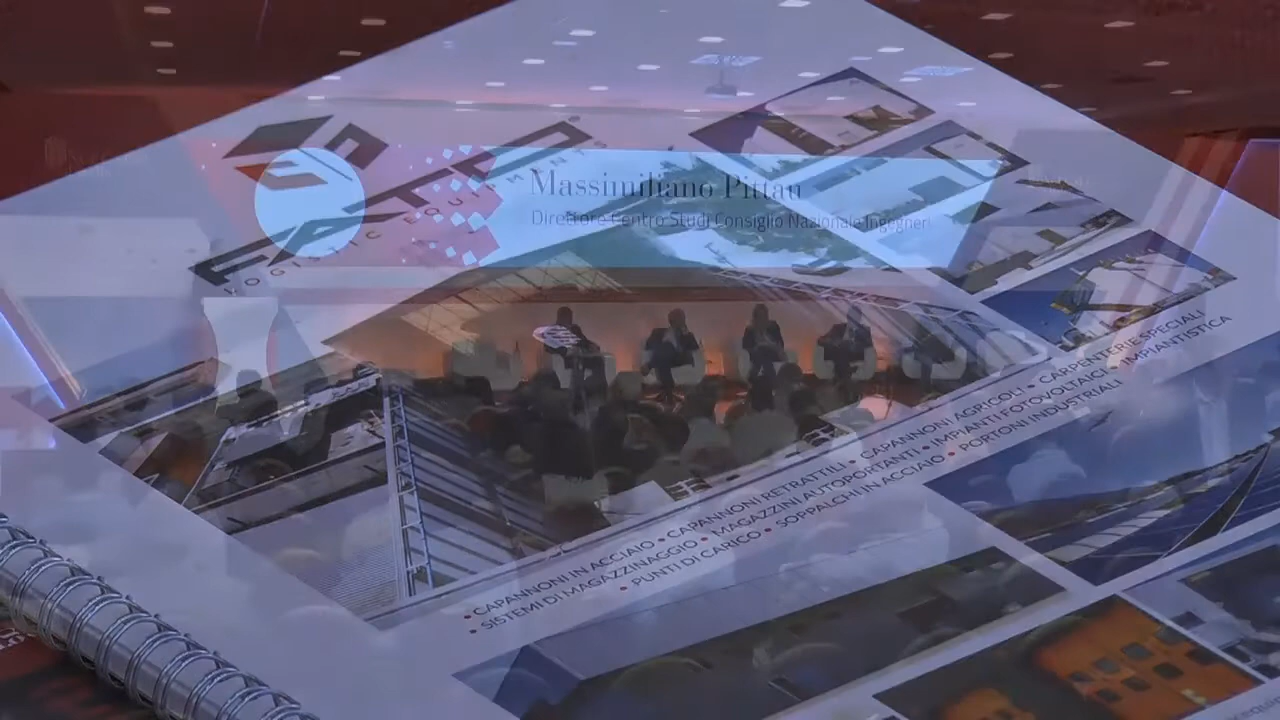 Massimiliano Pittau
Direttore Centro Studi Consiglio Nazionale Ingegneri
LOGISTIC EQUIPMENT
• CAPANNONI IN ACCIAIO • CAPANNONI RETRATTILI • CAPANNONI AGRICOLI • CARPENTERIE SPECIALI
• SISTEMI DI MAGAZZINAGGIO • MAGAZZINI AUTOPORTANTI • IMPIANTI FOTOVOLTAICI • IMPIANTISTICA
• PUNTI DI CARICO • SOPPALCHI IN ACCIAIO • PORTONI INDUSTRIALI